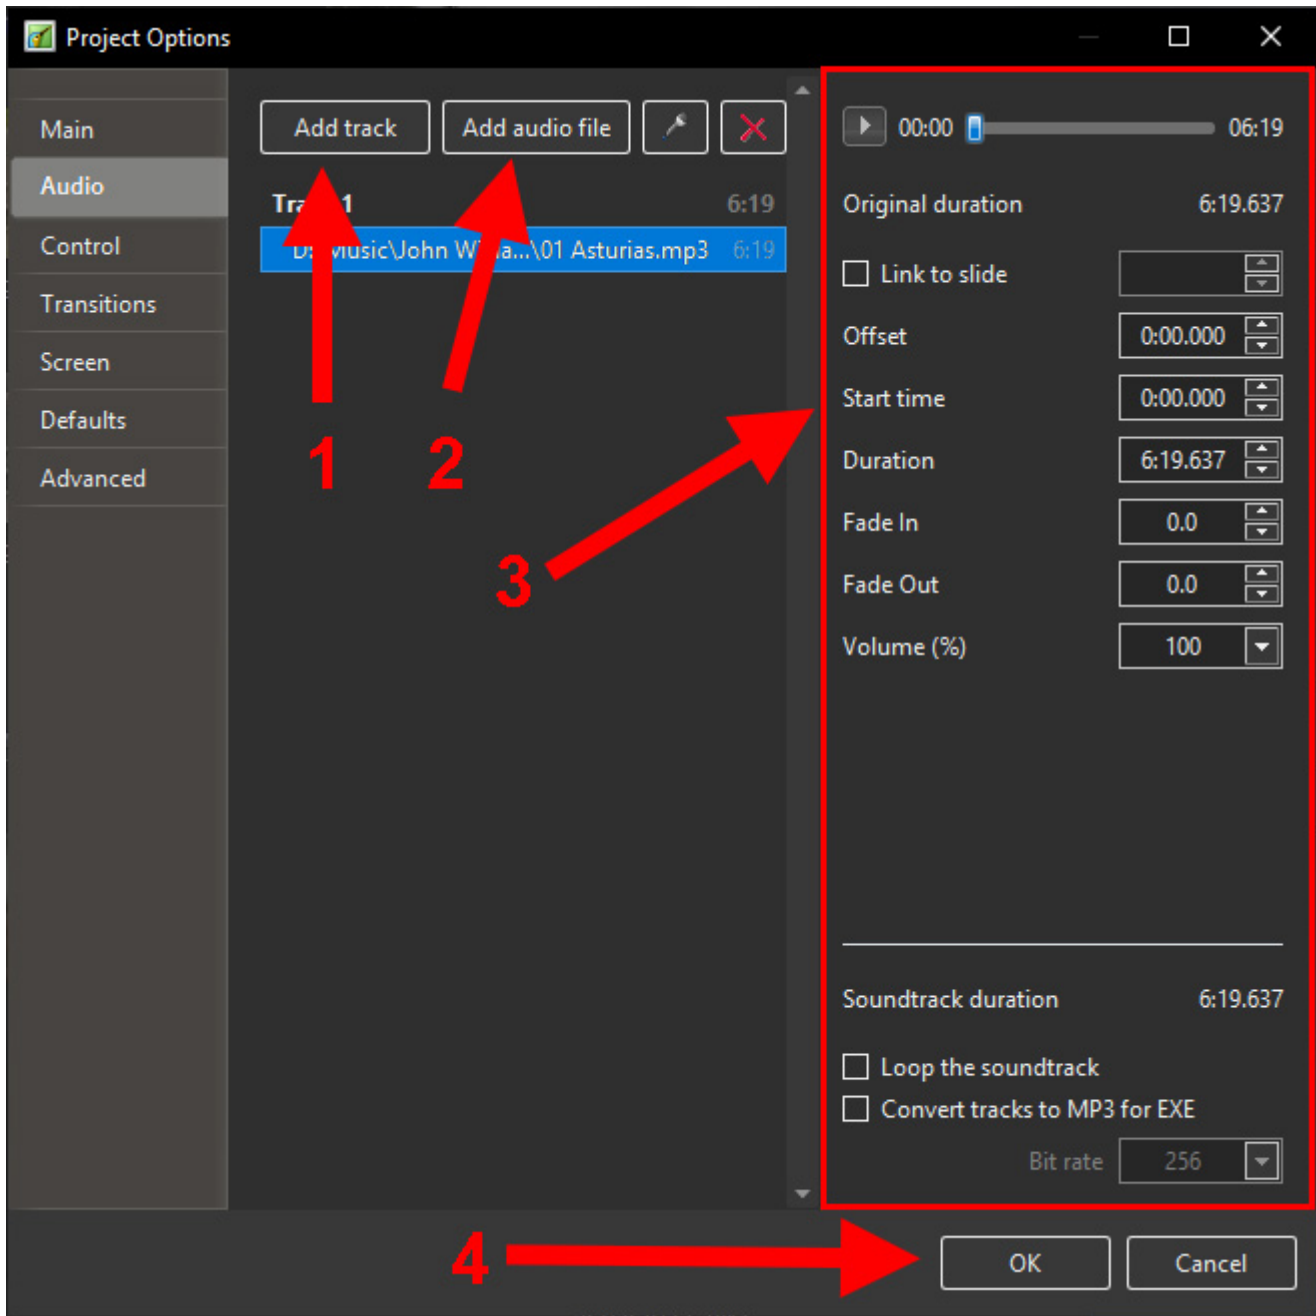 Project Options
Main
Audio
Control
Transitions
Screen
Defaults
Advanced
Add track
Add audio file
1 6:19
\01 Asturias.mp3 6:19
1
2
3
4
00:00 06:19
Original duration 6:19.637
Link to slide
Offset 0:00.000
Start time 0:00.000
Duration 6:19.637
Fade In 0.0
Fade Out 0.0
Volume (%) 100
Soundtrack duration 6:19.637
Loop the soundtrack
Convert tracks to MP3 for EXE
Bit rate 256
OK
Cancel